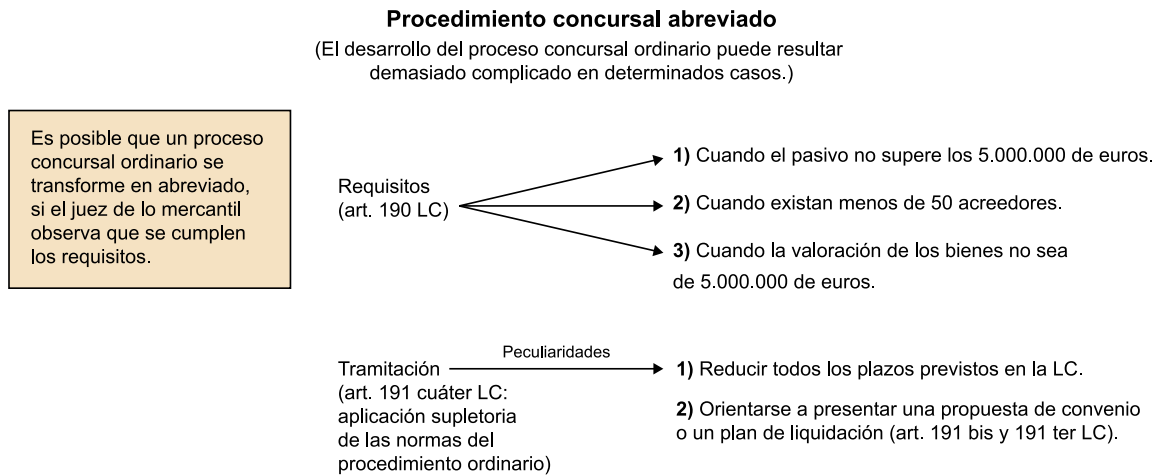 Procedimiento concursal abreviado
(El desarrollo del proceso concursal ordinario puede resultar
demasiado complicado en determinados casos.)
Es posible que un proceso
concursal ordinario se
transforme en abreviado,
si el juez de lo mercantil
observa que se cumplen
los requisitos.
Requisitos
(art. 190 LC)
1) Cuando el pasivo no supere los 5.000.000 de euros.
2) Cuando existan menos de 50 acreedores.
3) Cuando la valoración de los bienes no sea
de 5.000.000 de euros.
Tramitación
(art. 191 cuáter LC:
aplicación supletoria
de las normas del
procedimiento ordinario)
Peculiaridades
1) Reducir todos los plazos previstos en la LC.
2) Orientarse a presentar una propuesta de convenio
o un plan de liquidación (art. 191 bis y 191 ter LC).